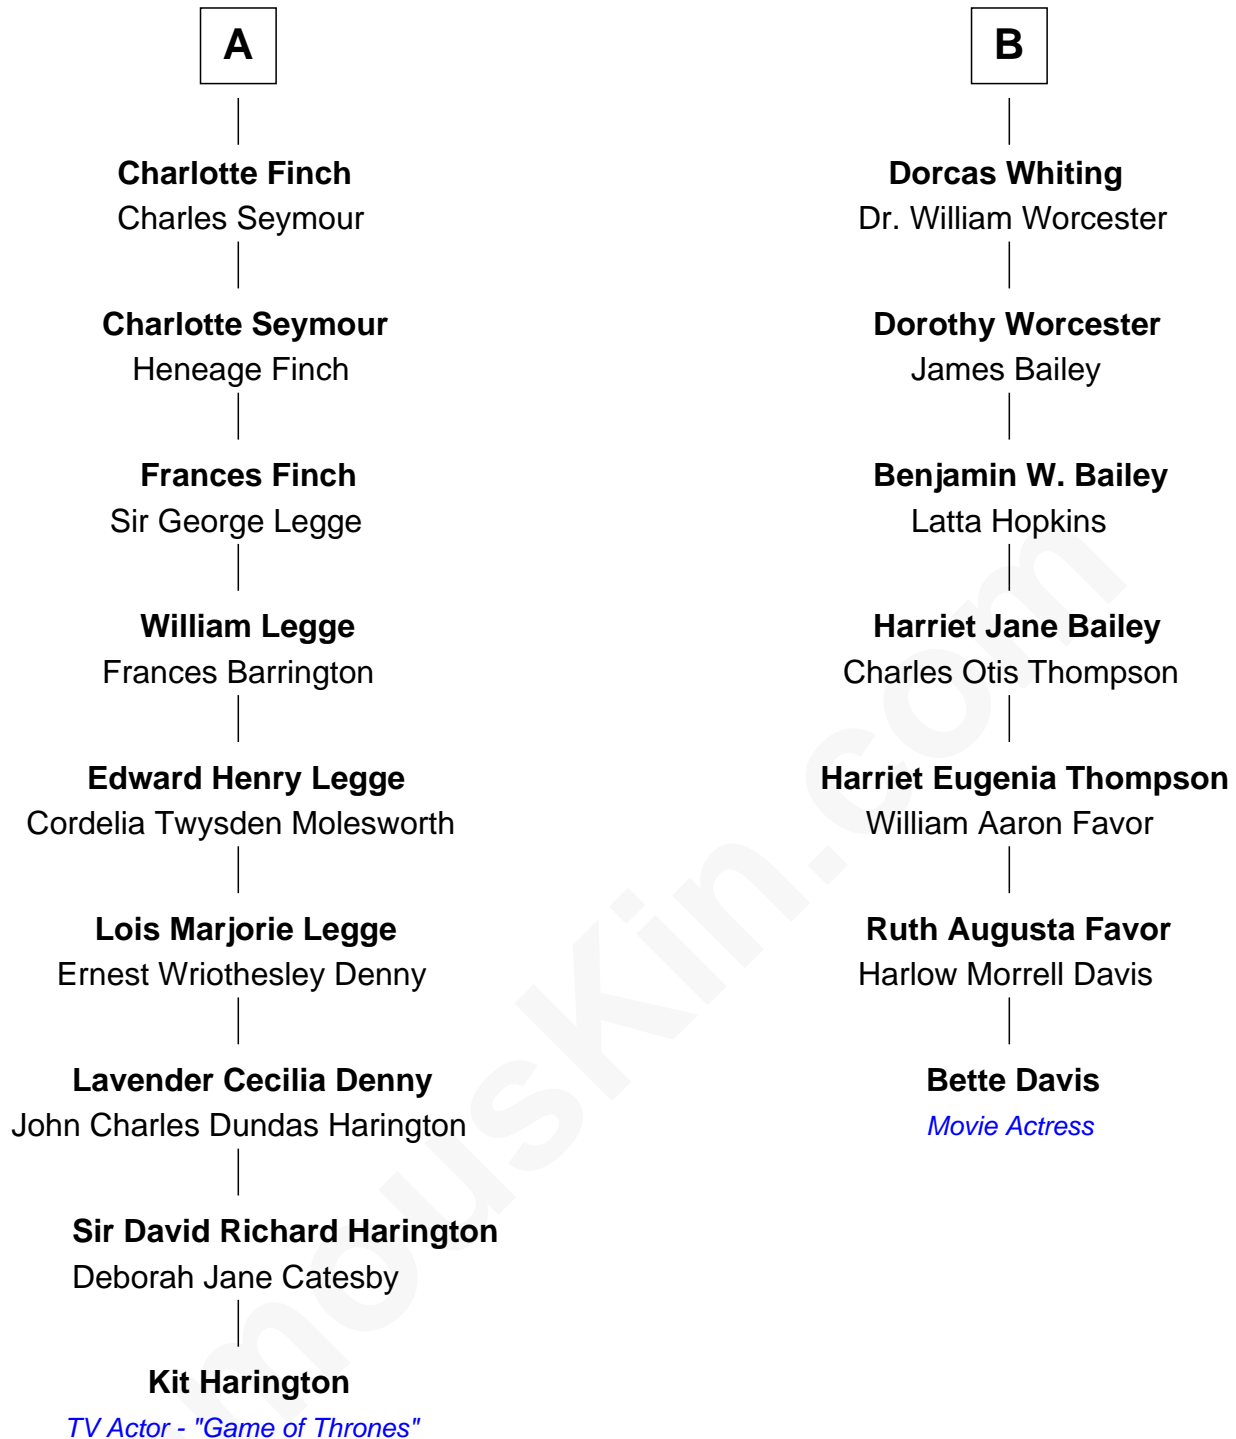 A
Charlotte Finch
Charles Seymour
Charlotte Seymour
Heneage Finch
Frances Finch
Sir George Legge
William Legge
Frances Barrington
Edward Henry Legge
Cordelia Twysden Molesworth
Lois Marjorie Legge
Ernest Wriothesley Denny
Lavender Cecilia Denny
John Charles Dundas Harington
Sir David Richard Harington
Deborah Jane Catesby
Kit Harington
TV Actor - "Game of Thrones"
B
Dorcas Whiting
Dr. William Worcester
Dorothy Worcester
James Bailey
Benjamin W. Bailey
Latta Hopkins
Harriet Jane Bailey
Charles Otis Thompson
Harriet Eugenia Thompson
William Aaron Favor
Ruth Augusta Favor
Harlow Morrell Davis
Bette Davis
Movie Actress
mousKin.com